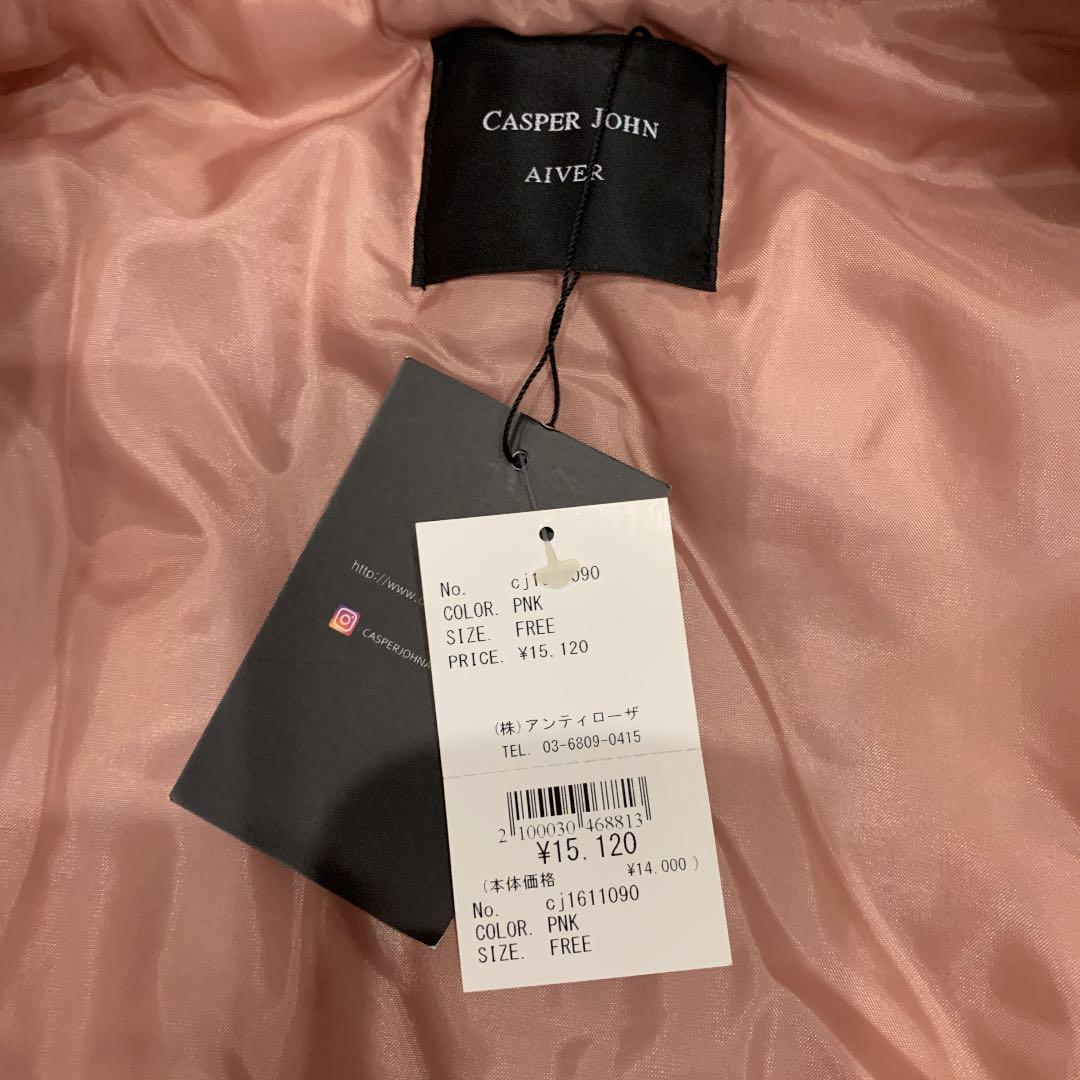 CASPER JOHN
AIVER
http://www.
CASPERJOHNA
No.
COLOR. PNK
SIZE. FREE
PRICE. ¥15,120
(株)アンティローザ
TEL. 03-6809-0415
2 100030 468813
¥15,120
(本体価格 ¥14,000 )
No. cj1611090
COLOR. PNK
SIZE. FREE